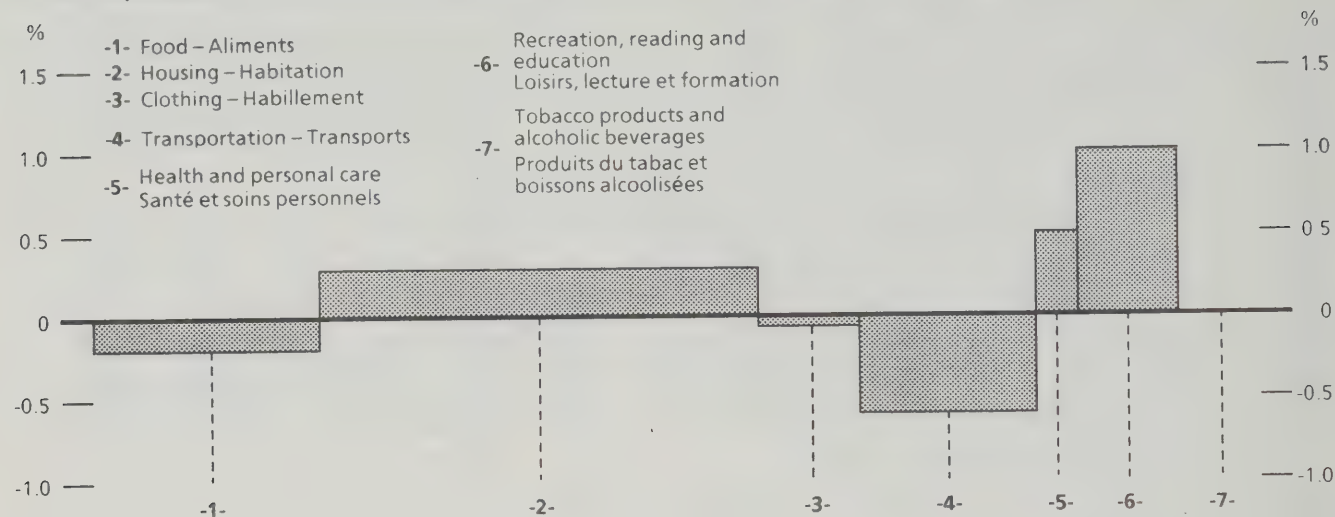 %
%
-1- Food – Aliments
-2- Housing – Habitation
-3- Clothing – Habillement
-4- Transportation – Transports
-5- Health and personal care
Santé et soins personnels
Recreation, reading and
-6- education
Loisirs, lecture et formation
Tobacco products and
alcoholic beverages
-7-
Produits du tabac et
boissons alcoolisées
1.5
1.0
0.5
0
-0.5
-1.0
1.5
1.0
0 5
0
-0.5
-1.0
-1- -2- -3- -4- -5- -6- -7-